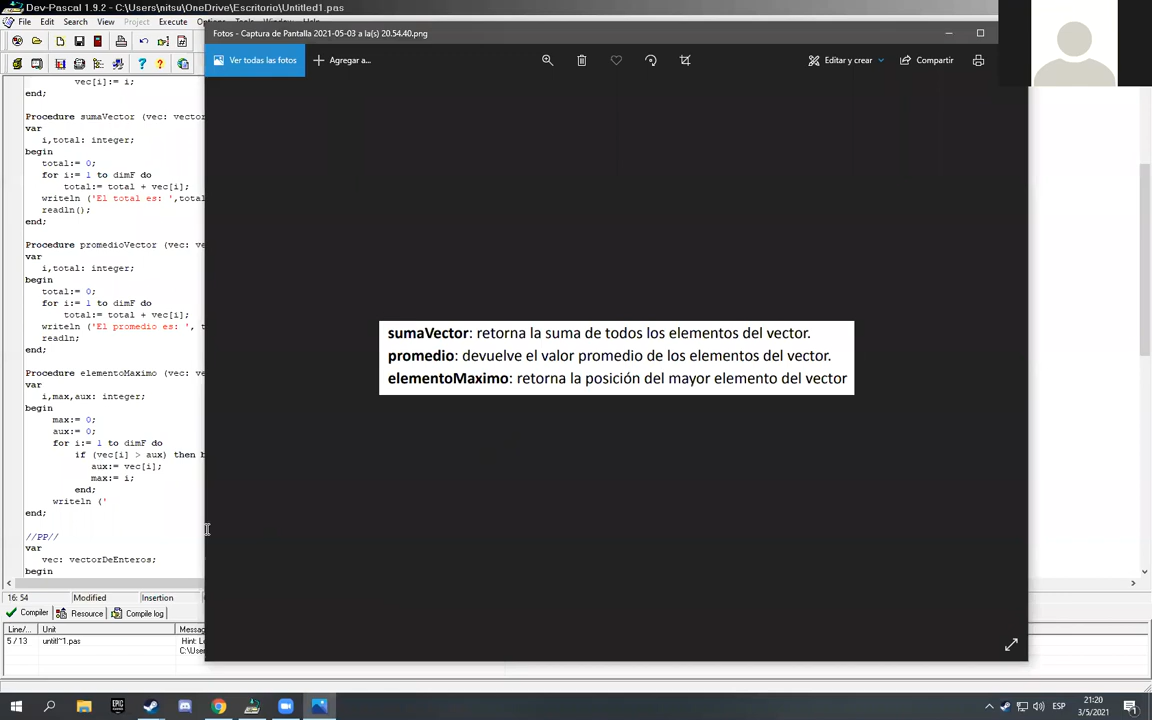 Dev-Pascal 1.9.2 - C:\Users\nitsu\OneDrive\Escritorio\Untitled1.pas
File Edit Search View Project Execute
Fotos - Captura de Pantalla 2021-05-03 a la(s) 20.54.40.png
Ver todas las fotos
Agregar a...
Editar y crear
Compartir
vec[i]:= i;
end;
Procedure sumaVector (vec: vector
var
i,total: integer;
begin
total:= 0;
for i:= 1 to dimF do
total:= total + vec[i];
writeln ('El total es: ',total
readln();
end;
Procedure promedioVector (vec: ve
var
i,total: integer;
begin
total:= 0;
for i:= 1 to dimF do
total:= total + vec[i];
writeln ('El promedio es: ', t
readln;
end;
Procedure elementoMaximo (vec: ve
var
i,max,aux: integer;
begin
max:= 0;
aux:= 0;
for i:= 1 to dimF do
if (vec[i] > aux) then b
aux:= vec[i];
max:= i;
end;
writeln ('
end;
//PP//
var
vec: vectorDeEnteros;
begin
sumaVector: retorna la suma de todos los elementos del vector.
promedio: devuelve el valor promedio de los elementos del vector.
elementoMaximo: retorna la posición del mayor elemento del vector
16: 54 Modified Insertion
Compiler Resource Compile log
Line/... Unit Messag
5 / 13 untitl~1.pas Hint: L
C:\Use
EPIC
ESP
21:20
3/5/2021